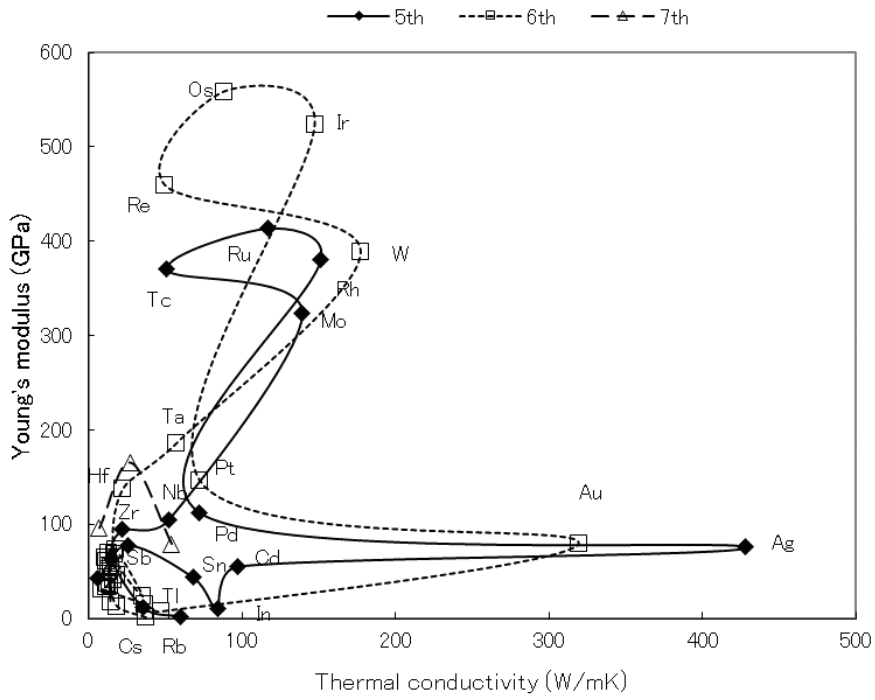 5th 6th 7th
600
500
400
300
200
100
0
Young's modulus (GPa)
Os
Ir
Re
Ru
W
Tc
Rh
Mo
Ta
Hf
Nb
Pt
Au
Zr
Pd
Ag
Sb
Sn
Cd
Tl
In
Cs Rb
0 100 200 300 400 500
Thermal conductivity (W/mK)